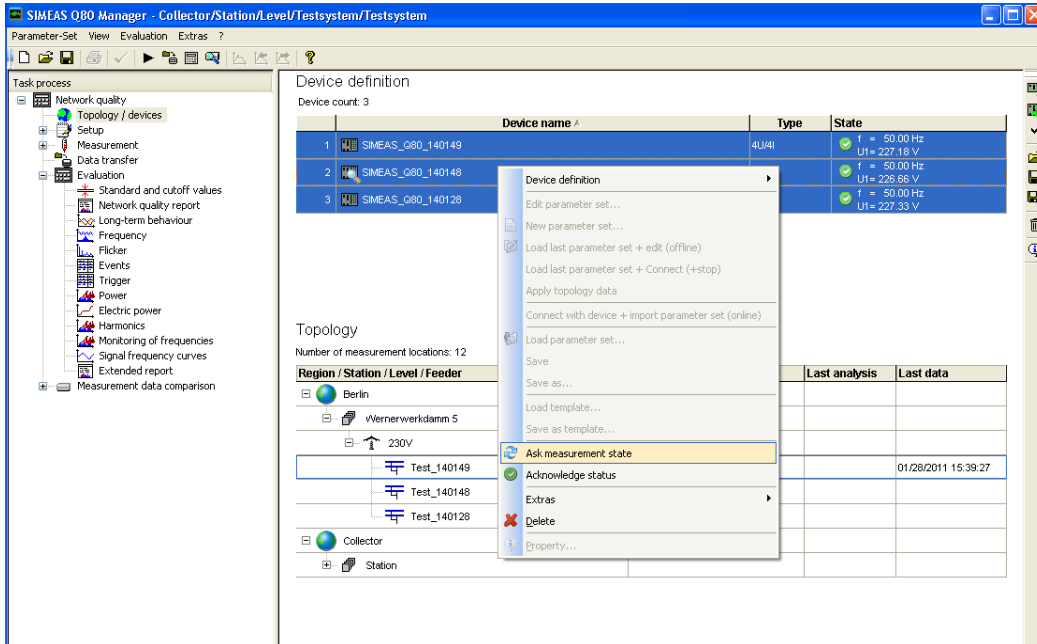 SIMEAS Q80 Manager - Collector/Station/Level/Testsystem/Testsystem
Parameter-Set View Evaluation Extras ?
Task process
Network quality
Topology / devices
Setup
Measurement
Data transfer
Evaluation
Standard and cutoff values
Network quality report
Long-term behaviour
Frequency
Flicker
Events
Trigger
Power
Electric power
Harmonics
Monitoring of frequencies
Signal frequency curves
Extended report
Measurement data comparison
Device definition
Device count: 3
Device name Type State
1 SIMEAS_Q80_140149 4U/4I f = 50.00 Hz
U1= 227.18 V
2 SIMEAS_Q80_140148 f = 50.00 Hz
U1= 226.66 V
3 SIMEAS_Q80_140128 f = 50.00 Hz
U1= 227.33 V
Device definition
Edit parameter set...
New parameter set...
Load last parameter set + edit (offline)
Load last parameter set + Connect (+stop)
Apply topology data
Connect with device + import parameter set (online)
Load parameter set...
Save
Save as...
Load template...
Save as template...
Ask measurement state
Acknowledge status
Extras
Delete
Property...
Topology
Number of measurement locations: 12
Region / Station / Level / Feeder Last analysis Last data
Berlin
Wernerwerkdamm 5
230V
Test_140149 01/28/2011 15:39:27
Test_140148
Test_140128
Collector
Station